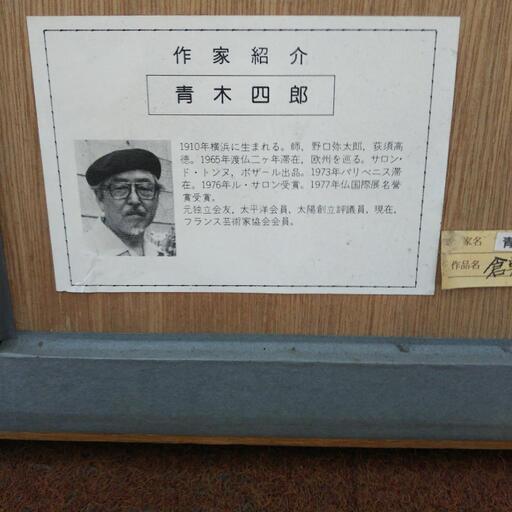 作家紹介
青木四郎
1910年横浜に生まれる。師，野口弥太郎，荻須高
徳。1965年渡仏二ヶ年滞在，欧州を巡る。サロン・
ド・トンヌ，ボザール出品。1973年パリベニス滞
在。1976年ル・サロン受賞。1977年仏国際展名誉
賞受賞。
元独立会友，太平洋会員，太陽創立評議員，現在，
フランス芸術家協会会員。
家名 青
作品名 倉